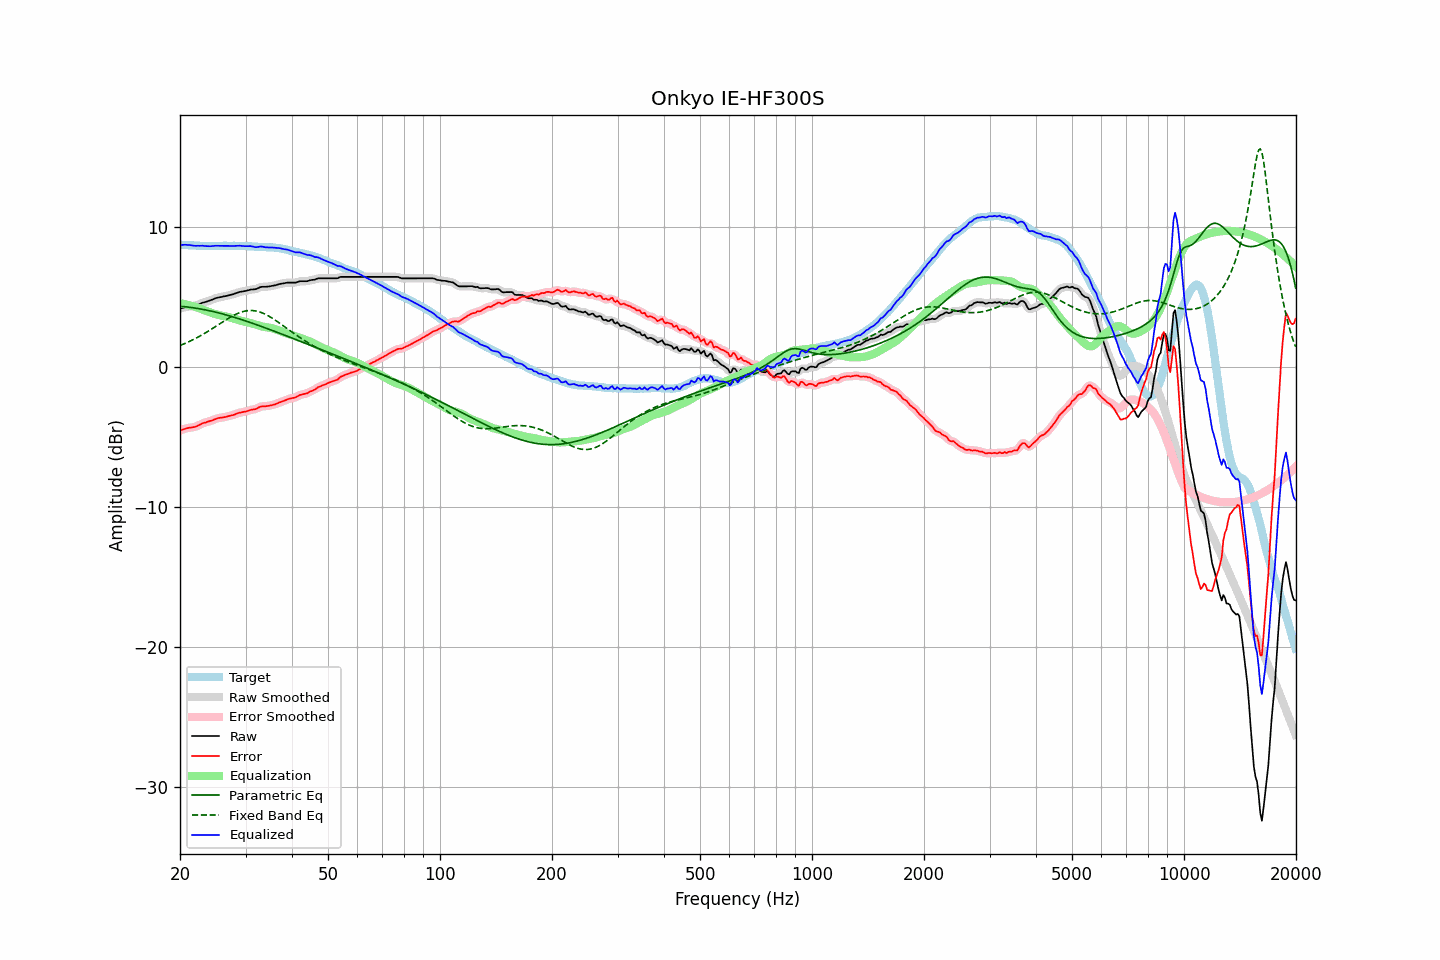 Onkyo IE-HF300S
Amplitude (dBr)
10
0
−10
−20
−30
Target
Raw Smoothed
Error Smoothed
Raw
Error
Equalization
Parametric Eq
Fixed Band Eq
Equalized
20 50 100 200 500 1000 2000 5000 10000 20000
Frequency (Hz)